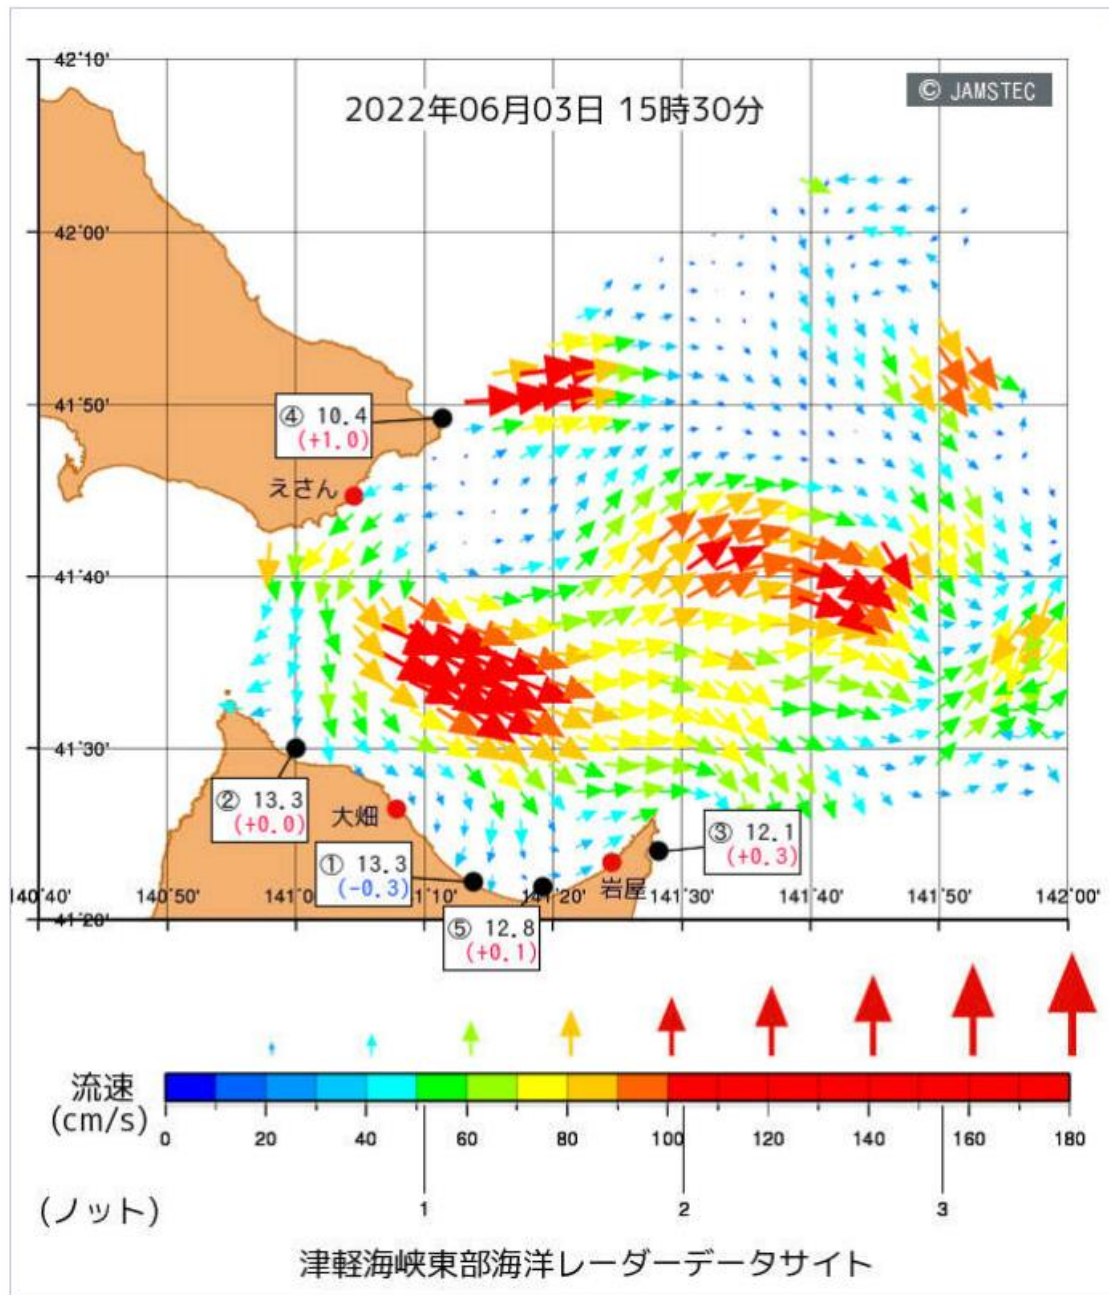 42°10'
2022年06月03日 15時30分
© JAMSTEC
42°00'
41°50'
④ 10.4
(+1.0)
えさん
41°40'
41°30'
② 13.3
(+0.0)
大畑
① 13.3
(-0.3)
③ 12.1
(+0.3)
岩屋
140°40' 140°50' 141°00' 141°10' 141°20' 141°30' 141°40' 141°50' 142°00'
41°20'
⑤ 12.8
(+0.1)
流速
(cm/s)
0 20 40 60 80 100 120 140 160 180
(ノット) 1 2 3
津軽海峡東部海洋レーダーデータサイト